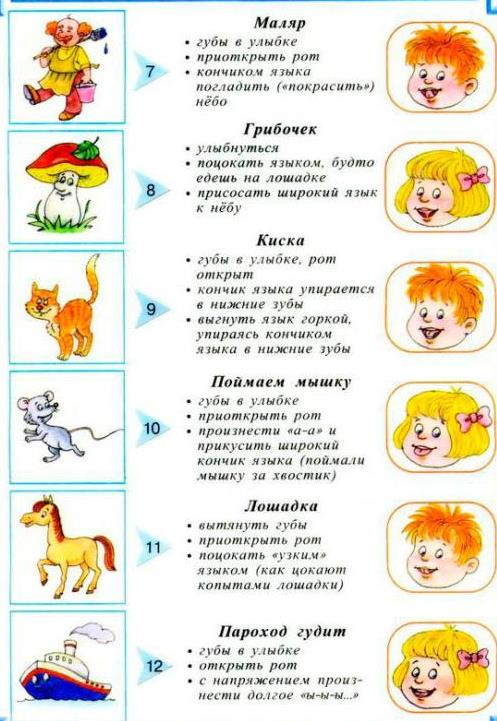 Маляр
7
• губы в улыбке
• приоткрыть рот
• кончиком языка
погладить («покрасить»)
нёбо
Грибочек
8
• улыбнуться
• поцокать языком, будто
едешь на лошадке
• присосать широкий язык
к нёбу
Киска
9
• губы в улыбке, рот
открыт
• кончик языка упирается
в нижние зубы
• выгнуть язык горкой,
упираясь кончиком
языка в нижние зубы
Поймаем мышку
10
• губы в улыбке
• приоткрыть рот
• произнести «а-а» и
прикусить широкий
кончик языка (поймали
мышку за хвостик)
Лошадка
11
• вытянуть губы
• приоткрыть рот
• поцокать «узким»
языком (как цокают
копытами лошадки)
Пароход гудит
12
• губы в улыбке
• открыть рот
• с напряжением произ-
нести долгое «ы-ы-ы...»